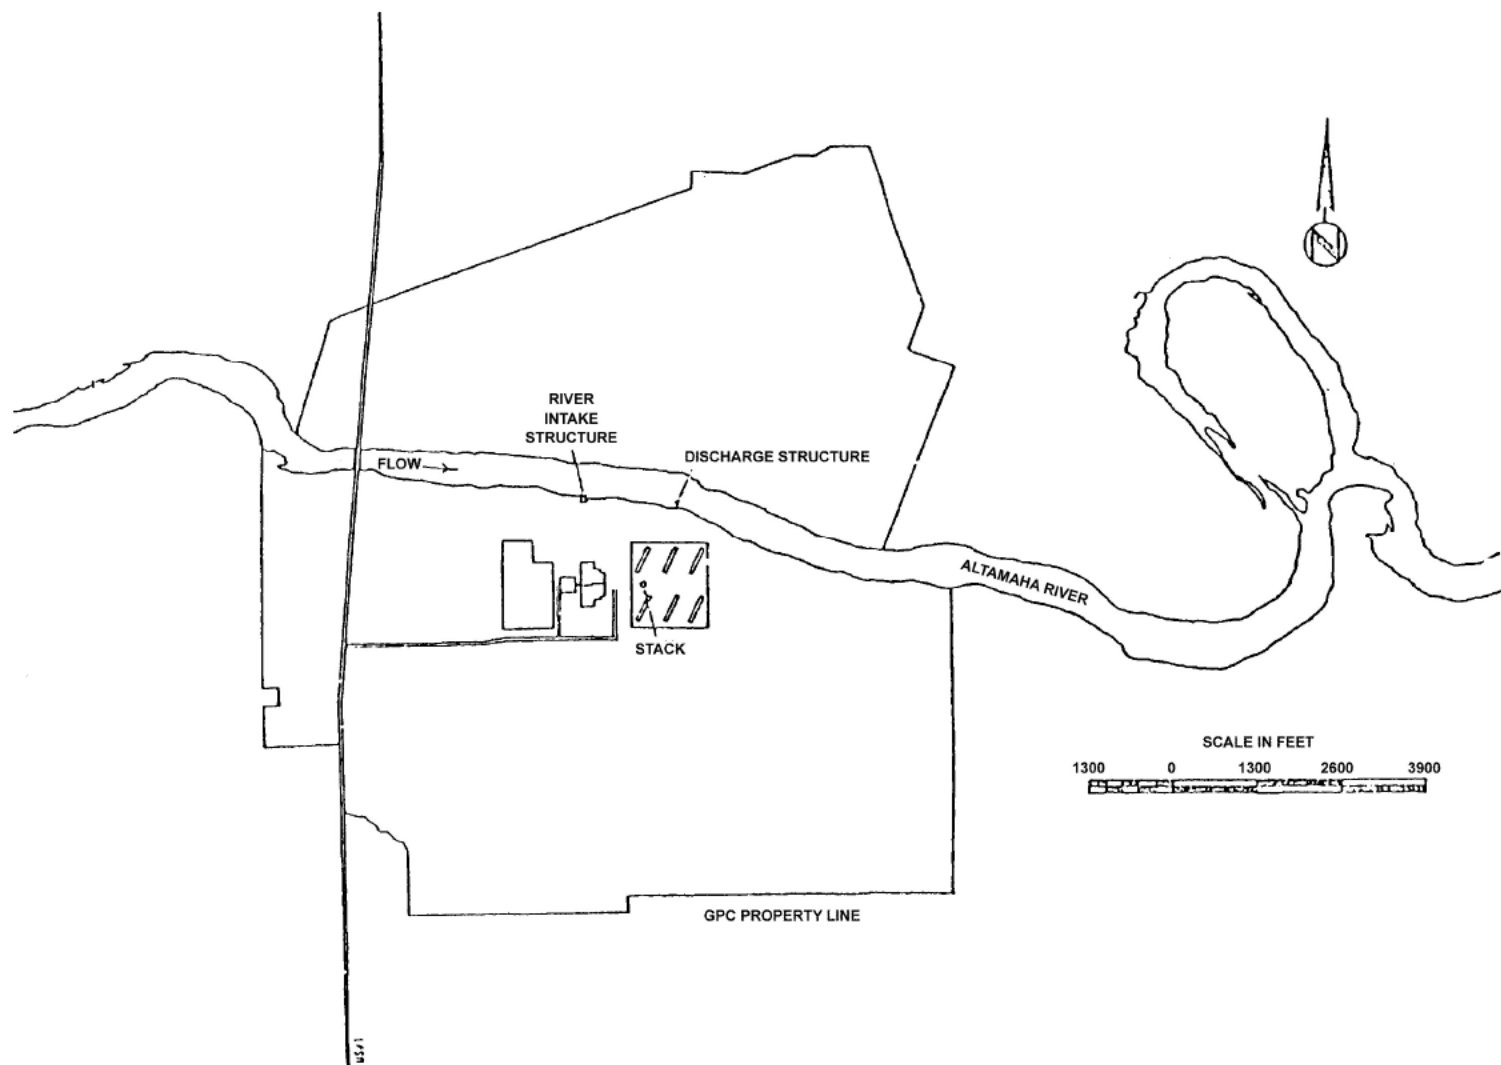 RIVER
INTAKE
STRUCTURE
DISCHARGE STRUCTURE
FLOW
ALTAMAHA RIVER
STACK
SCALE IN FEET
1300 0 1300 2600 3900
GPC PROPERTY LINE